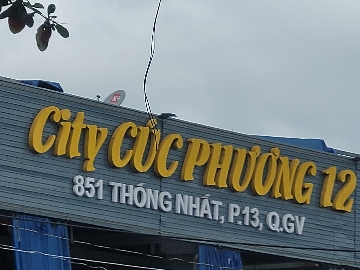 City CÚC PHƯƠNG 12
851 THỐNG NHẤT, P.13, Q.GV